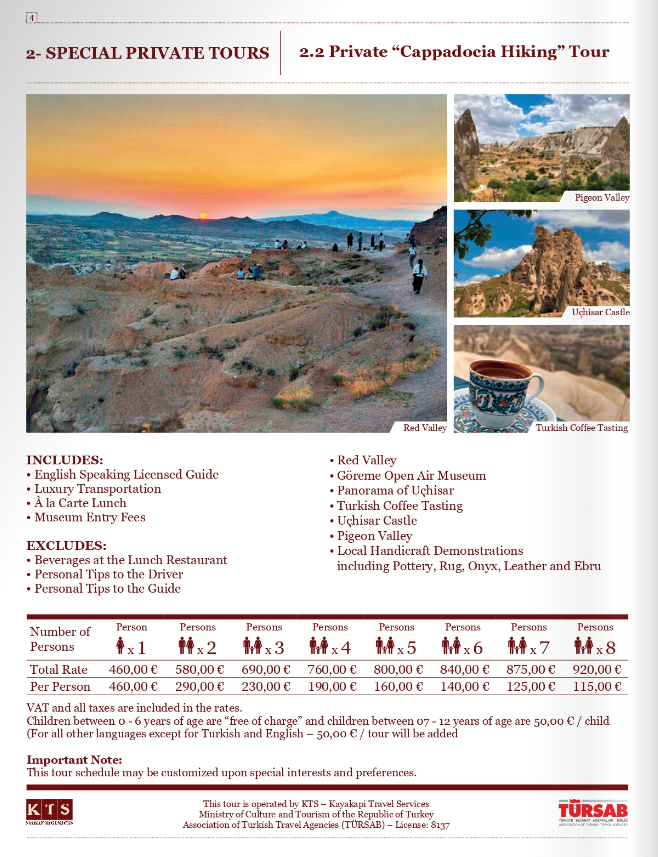 4
2- SPECIAL PRIVATE TOURS
2.2 Private “Cappadocia Hiking” Tour
Pigeon Valley
Uçhisar Castle
Red Valley
Turkish Coffee Tasting
INCLUDES:
• English Speaking Licensed Guide
• Luxury Transportation
• À la Carte Lunch
• Museum Entry Fees
EXCLUDES:
• Beverages at the Lunch Restaurant
• Personal Tips to the Driver
• Personal Tips to the Guide
• Red Valley
• Göreme Open Air Museum
• Panorama of Uçhisar
• Turkish Coffee Tasting
• Uçhisar Castle
• Pigeon Valley
• Local Handicraft Demonstrations
including Pottery, Rug, Onyx, Leather and Ebru
Number of Persons Person x 1 Persons x 2 Persons x 3 Persons x 4 Persons x 5 Persons x 6 Persons x 7 Persons x 8
Total Rate 460,00 € 580,00 € 690,00 € 760,00 € 800,00 € 840,00 € 875,00 € 920,00 €
Per Person 460,00 € 290,00 € 230,00 € 190,00 € 160,00 € 140,00 € 125,00 € 115,00 €
VAT and all taxes are included in the rates.
Children between 0 - 6 years of age are “free of charge” and children between 07 - 12 years of age are 50,00 € / child
(For all other languages except for Turkish and English – 50,00 € / tour will be added
Important Note:
This tour schedule may be customized upon special interests and preferences.
KTS
This tour is operated by KTS – Kayakapi Travel Services
Ministry of Culture and Tourism of the Republic of Turkey
Association of Turkish Travel Agencies (TÜRSAB) – License: 8137
TÜRSAB